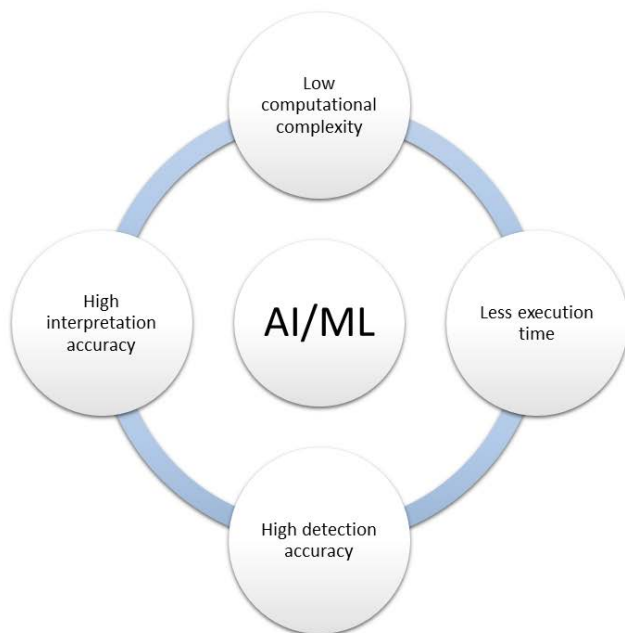 Low
computational
complexity
High
interpretation
accuracy
AI/ML
Less execution
time
High detection
accuracy